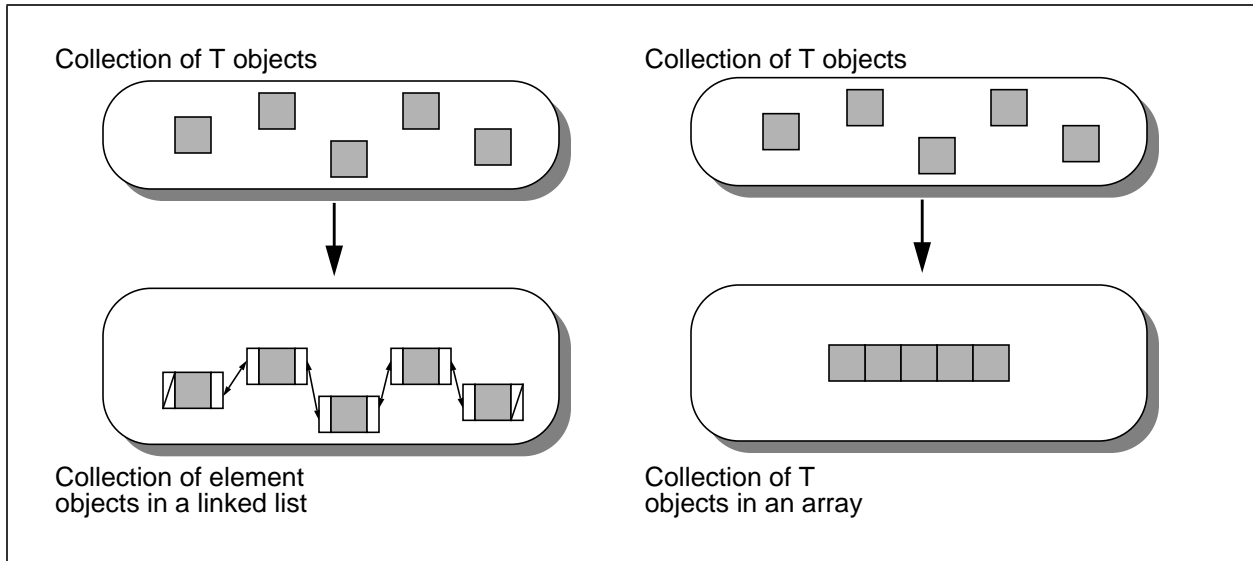 Collection of T objects
Collection of T objects
Collection of element
objects in a linked list
Collection of T
objects in an array